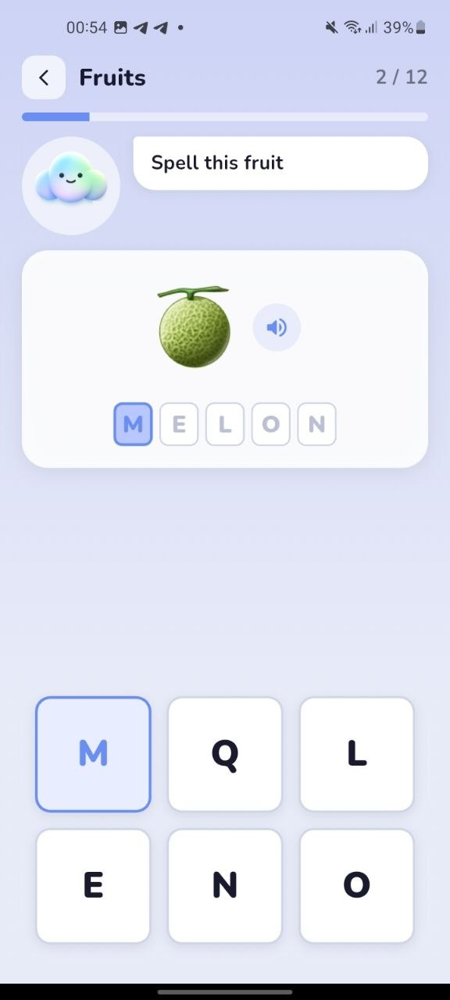 00:54 39%
Fruits 2 / 12
Spell this fruit
M E L O N
M Q L
E N O